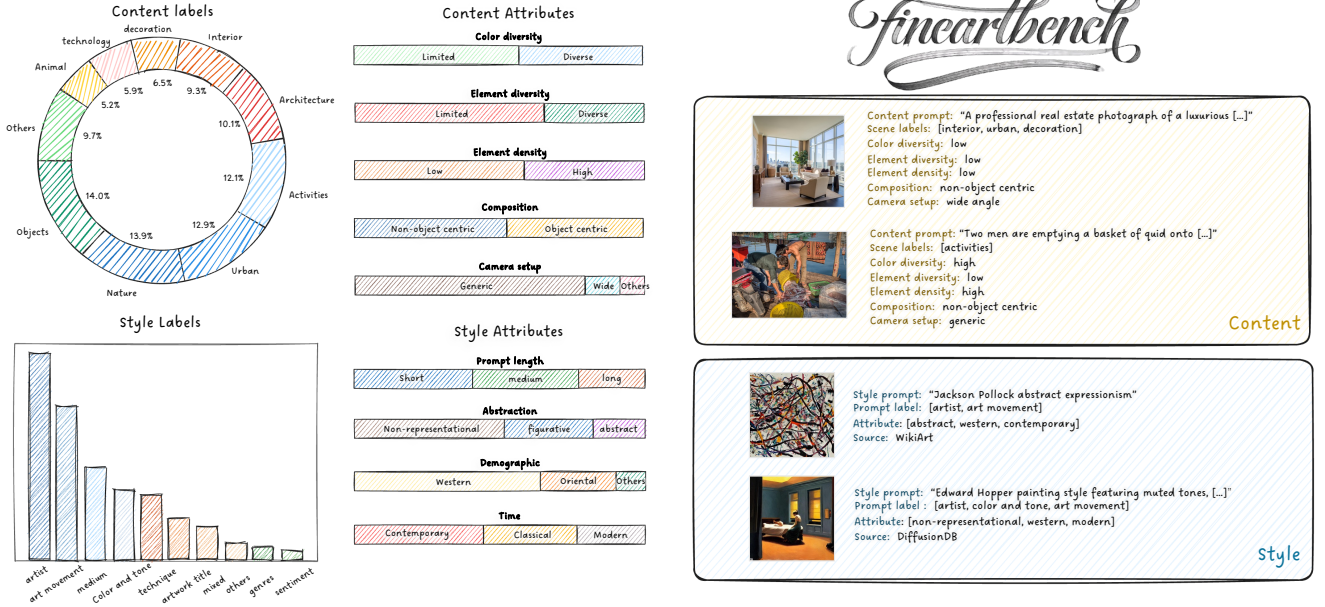 Content labels
decoration
technology
Interior
Animal
Architecture
Others
Activities
Objects
Urban
Nature
6.5%
5.9%
9.3%
5.2%
10.1%
9.7%
12.1%
14.0%
12.9%
13.9%
Style Labels
artist
art movement
medium
Color and tone
technique
artwork title
mixed
others
genres
sentiment
Content Attributes
Color diversity
Limited Diverse
Element diversity
Limited Diverse
Element density
Low High
Composition
Non-object centric Object centric
Camera setup
Generic Wide Others
Style Attributes
Prompt length
Short medium long
Abstraction
Non-representational figurative abstract
Demographic
Western Oriental Others
Time
Contemporary Classical Modern
fineartbench
Content prompt: "A professional real estate photograph of a luxurious [...]"
Scene labels: [interior, urban, decoration]
Color diversity: low
Element diversity: low
Element density: low
Composition: non-object centric
Camera setup: wide angle
Content prompt: "Two men are emptying a basket of quid onto [...]"
Scene labels: [activities]
Color diversity: high
Element diversity: low
Element density: high
Composition: non-object centric
Camera setup: generic
Content
Style prompt: "Jackson Pollock abstract expressionism"
Prompt label: [artist, art movement]
Attribute: [abstract, western, contemporary]
Source: WikiArt
Style prompt: "Edward Hopper painting style featuring muted tones, [...]"
Prompt label : [artist, color and tone, art movement]
Attribute: [non-representational, western, modern]
Source: DiffusionDB
Style